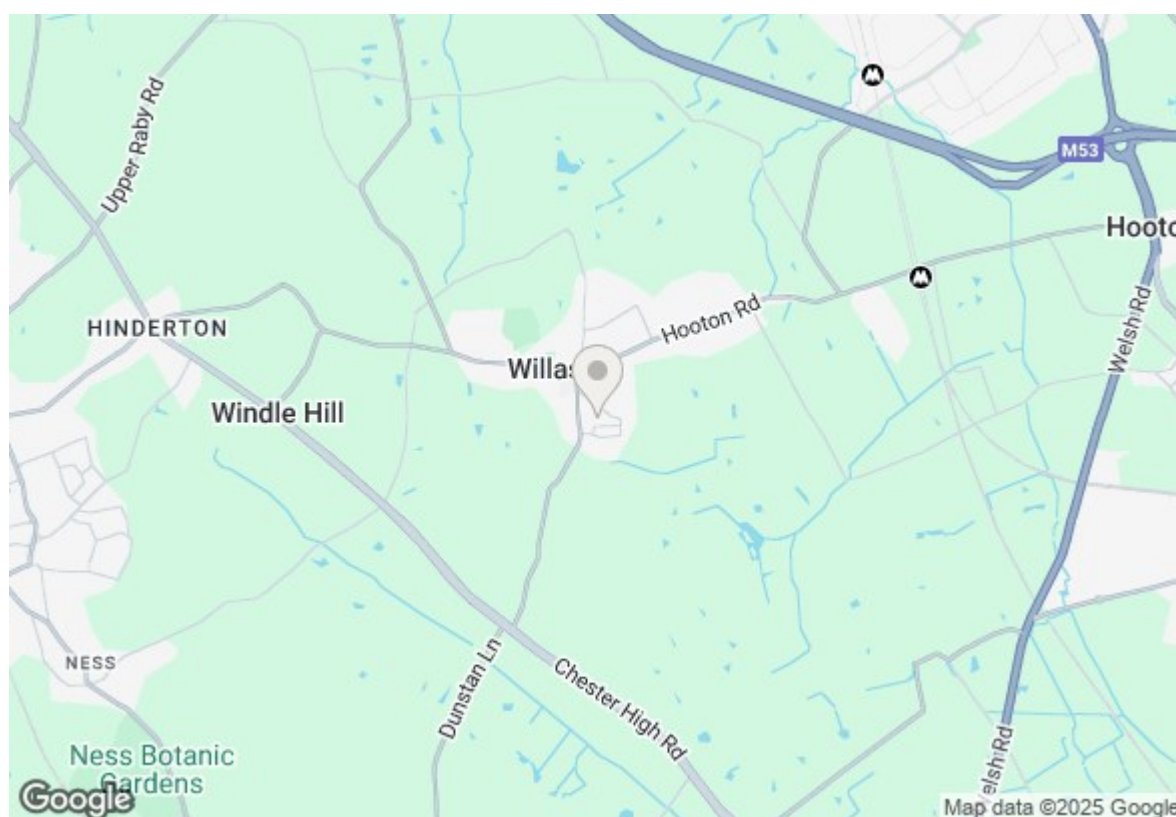 Upper Raby Rd
M53
Hooto
HINDERTON
Hooton Rd
Welsh Rd
Willas
Windle Hill
NESS
Dunstan Ln
Chester High Rd
Ness Botanic
Gardens
elsh Rd
Google
Map data ©2025 Google